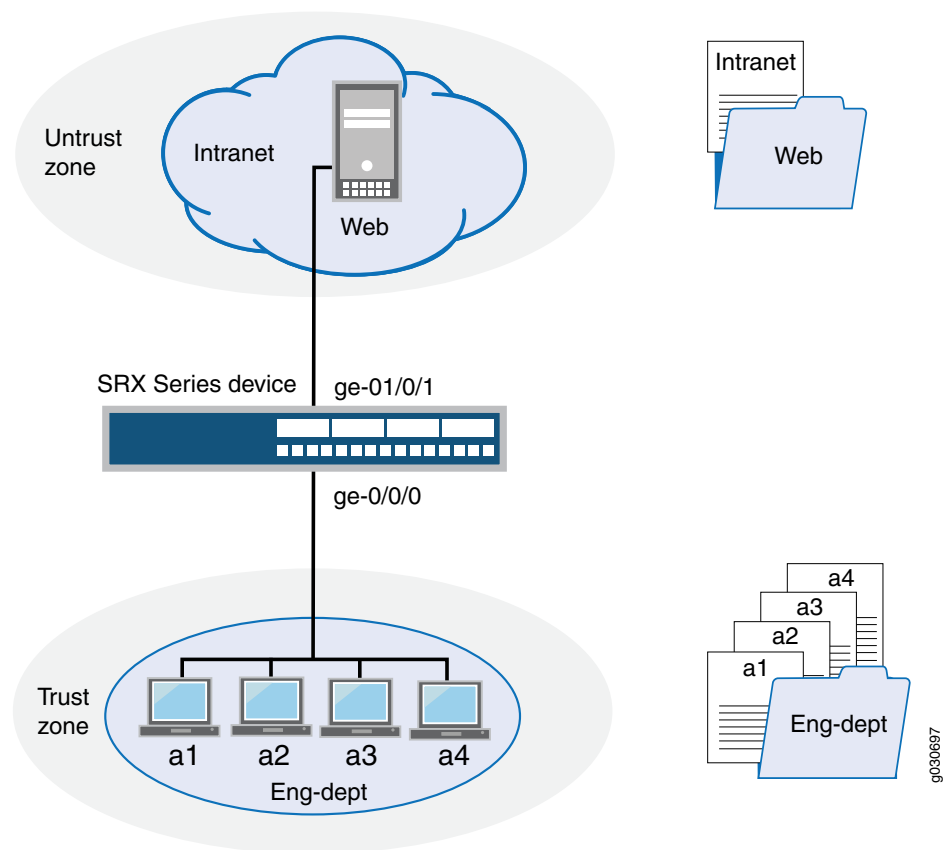 Untrust
zone
Intranet
Web
Intranet
Web
SRX Series device
ge-01/0/1
ge-0/0/0
Trust
zone
a1
a2
a3
a4
Eng-dept
a4
a3
a2
a1
Eng-dept
g030697